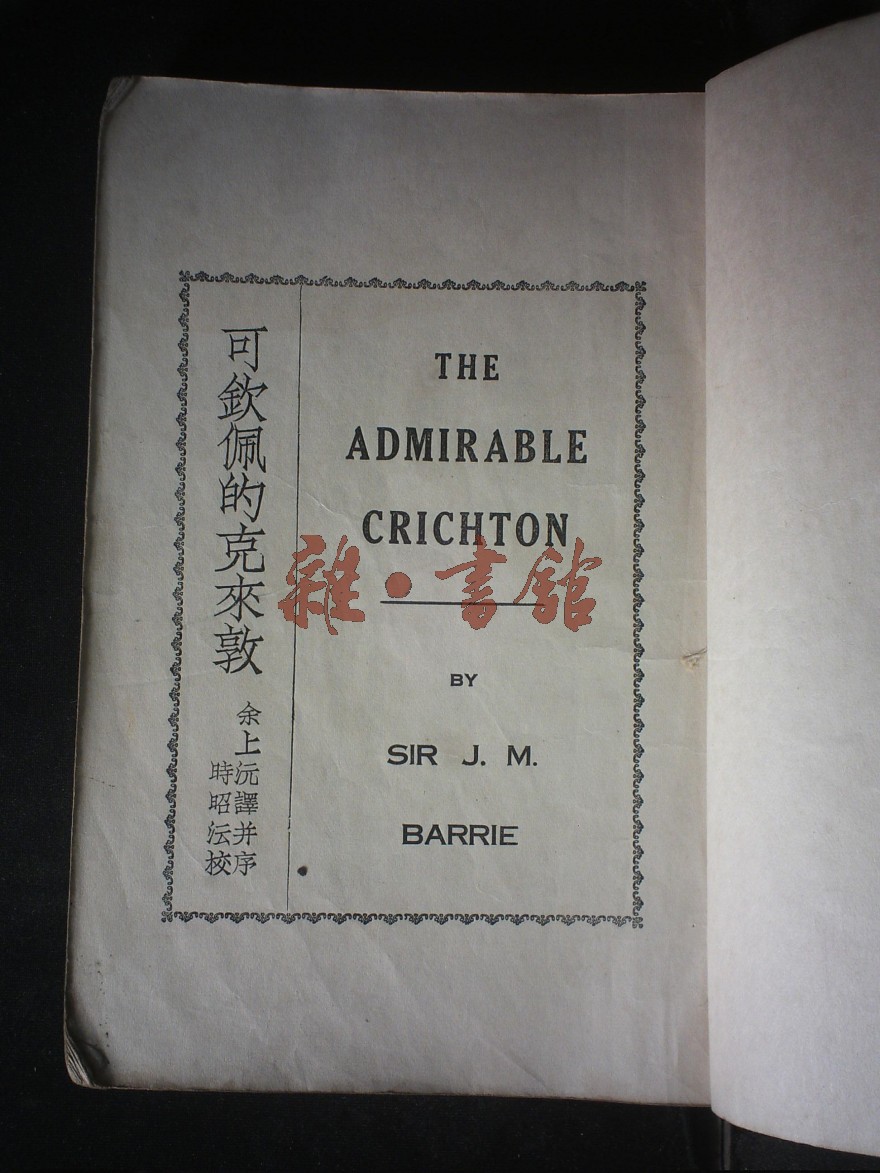 THE
ADMIRABLE
CRICHTON
BY
SIR J. M.
BARRIE
可欽佩的克來敦
余上沅譯并序
時昭沄校
雜·書館